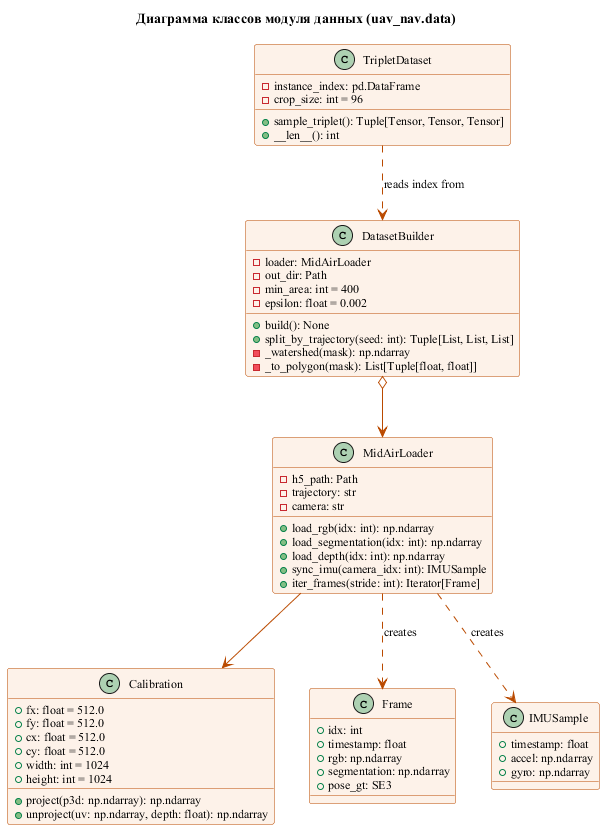 Диаграмма классов модуля данных (uav_nav.data)
C TripletDataset
instance_index: pd.DataFrame
crop_size: int = 96
sample_triplet(): Tuple[Tensor, Tensor, Tensor]
__len__(): int
reads index from
C DatasetBuilder
loader: MidAirLoader
out_dir: Path
min_area: int = 400
epsilon: float = 0.002
build(): None
split_by_trajectory(seed: int): Tuple[List, List, List]
_watershed(mask): np.ndarray
_to_polygon(mask): List[Tuple[float, float]]
C MidAirLoader
h5_path: Path
trajectory: str
camera: str
load_rgb(idx: int): np.ndarray
load_segmentation(idx: int): np.ndarray
load_depth(idx: int): np.ndarray
sync_imu(camera_idx: int): IMUSample
iter_frames(stride: int): Iterator[Frame]
creates
creates
C Calibration
fx: float = 512.0
fy: float = 512.0
cx: float = 512.0
cy: float = 512.0
width: int = 1024
height: int = 1024
project(p3d: np.ndarray): np.ndarray
unproject(uv: np.ndarray, depth: float): np.ndarray
C Frame
idx: int
timestamp: float
rgb: np.ndarray
segmentation: np.ndarray
pose_gt: SE3
C IMUSample
timestamp: float
accel: np.ndarray
gyro: np.ndarray